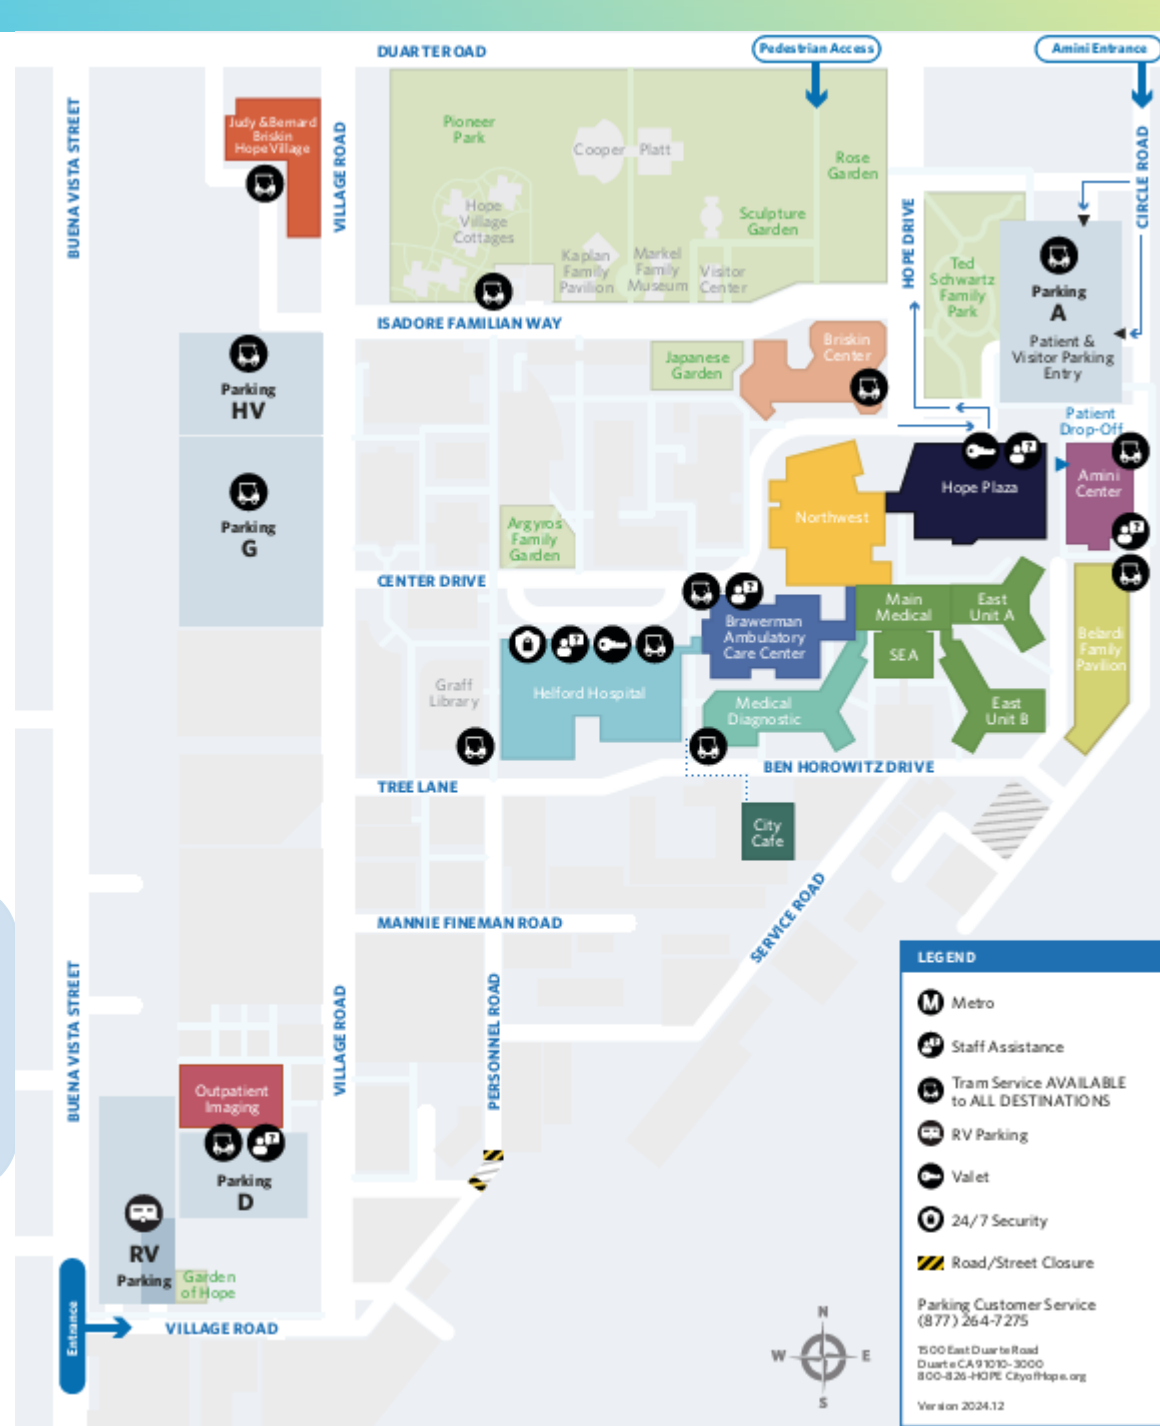 DUARTE ROAD
Pedestrian Access
Amini Entrance
BUENA VISTA STREET
Judy & Bernard
Briskin
Hope Village
VILLAGE ROAD
Pioneer
Park
Cooper
Platt
Rose
Garden
Hope
Village
Cottages
Sculpture
Garden
Kaplan
Family
Pavilion
Markel
Family
Museum
Visitor
Center
HOPE DRIVE
CIRCLE ROAD
Ted
Schwartz
Family
Park
Parking
A
Patient &
Visitor Parking
Entry
ISADORE FAMILIAN WAY
Japanese
Garden
Briskin
Center
Parking
HV
Patient
Drop-Off
Parking
G
Argyros
Family
Garden
Northwest
Hope Plaza
Amini
Center
CENTER DRIVE
Main
Medical
East
Unit A
Brawerman
Ambulatory
Care Center
SEA
Belardi
Family
Pavilion
Graff
Library
Helford Hospital
Medical
Diagnostic
East
Unit B
BEN HOROWITZ DRIVE
TREE LANE
City
Cafe
SERVICE ROAD
MANNIE FINEMAN ROAD
BUENA VISTA STREET
VILLAGE ROAD
PERSONNEL ROAD
Outpatient
Imaging
Parking
D
RV
Parking
Garden
of Hope
Entrance
VILLAGE ROAD
N
W
E
S
LEGEND
M
Metro
Staff Assistance
Tram Service AVAILABLE
to ALL DESTINATIONS
RV Parking
Valet
24/7 Security
Road/Street Closure
Parking Customer Service
(877) 264-7275
1500 East Duarte Road
Duarte CA 91010-3000
800-826-HOPE CityofHope.org
Version 2024.12